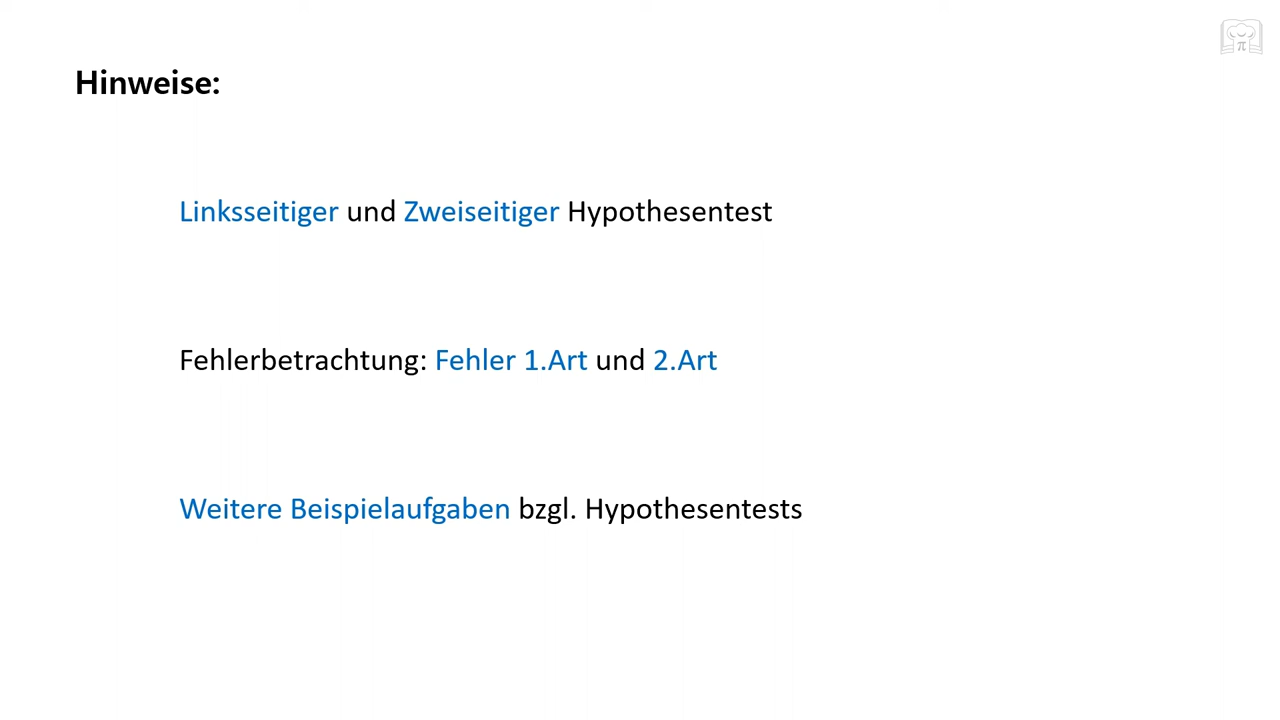 Hinweise:
Linksseitiger und Zweiseitiger Hypothesentest
Fehlerbetrachtung: Fehler 1.Art und 2.Art
Weitere Beispielaufgaben bzgl. Hypothesentests
π